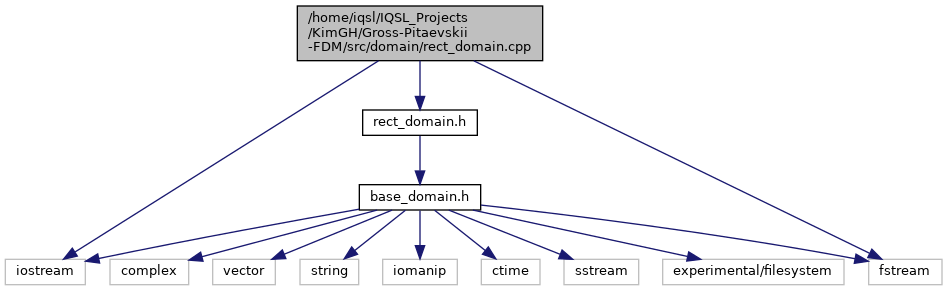 /home/iqsl/IQSL_Projects
/KimGH/Gross-Pitaevskii
-FDM/src/domain/rect_domain.cpp
rect_domain.h
base_domain.h
iostream
complex
vector
string
iomanip
ctime
sstream
experimental/filesystem
fstream